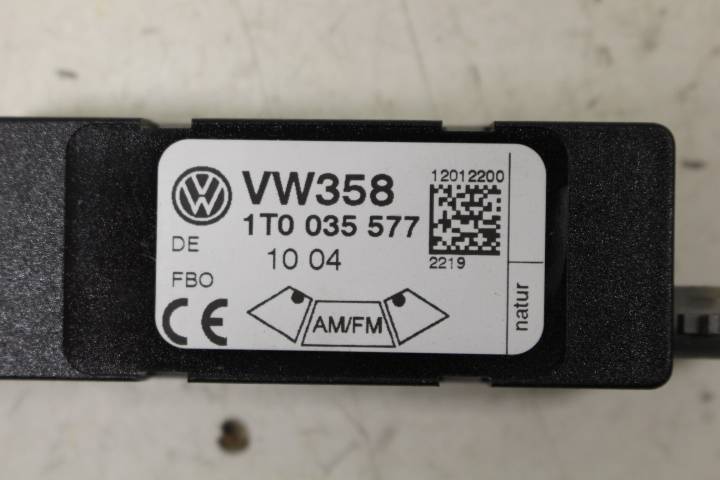 VW358
1T0 035 577
10 04
DE
FBO
CE
AM/FM
12012200
2219
natur